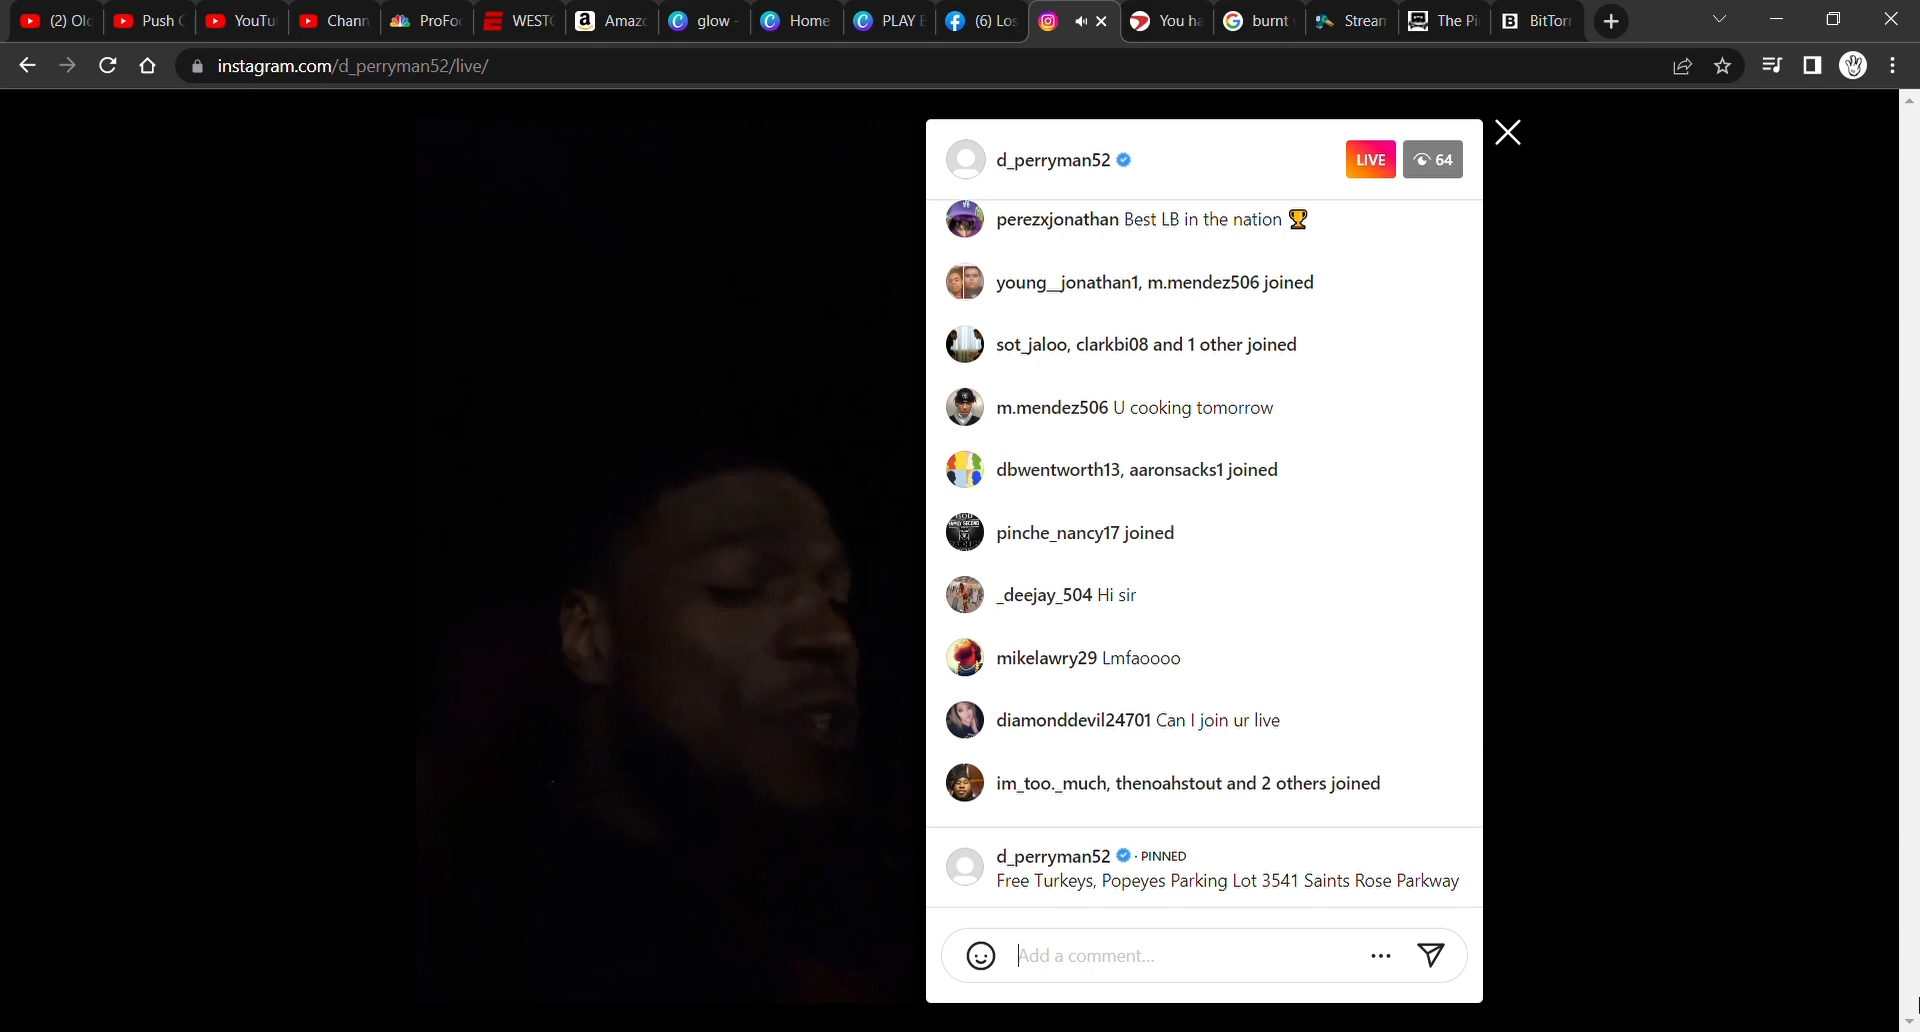 (2) Old
Push
YouTu
Chann
ProFoo
WESTG
Amazo
glow -
Home
PLAY B
(6) Los
You ha
burnt
Stream
The Pi
BitTorr
instagram.com/d_perryman52/live/
d_perryman52
LIVE
64
perezxjonathan Best LB in the nation 🏆
young__jonathan1, m.mendez506 joined
sot_jaloo, clarkbi08 and 1 other joined
m.mendez506 U cooking tomorrow
dbwentworth13, aaronsacks1 joined
pinche_nancy17 joined
_deejay_504 Hi sir
mikelawry29 Lmfaoooo
diamonddevil24701 Can I join ur live
im_too._much, thenoahstout and 2 others joined
d_perryman52 · PINNED
Free Turkeys, Popeyes Parking Lot 3541 Saints Rose Parkway
Add a comment...